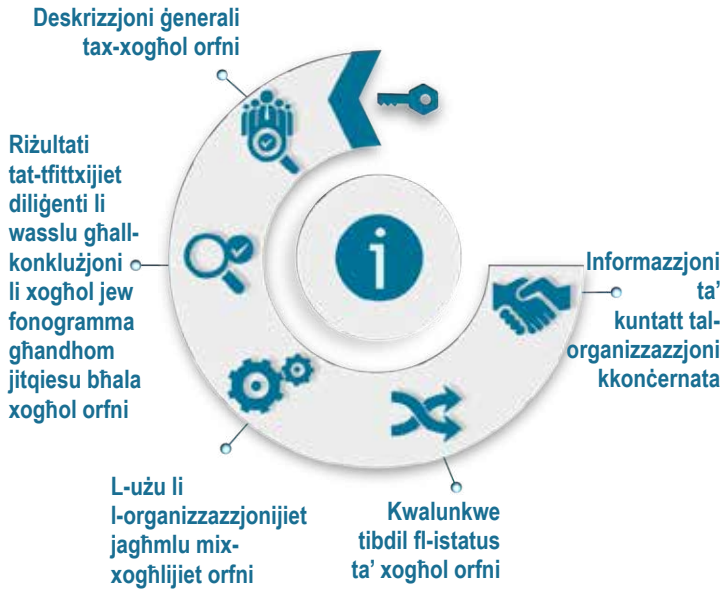 Deskrizzjoni ġenerali
tax-xogħol orfni
Riżultati
tat-tfittxijiet
diliġenti li
wasslu għall-
konklużjoni
li xogħol jew
fonogramma
għandhom
jitqiesu bħala
xogħol orfni
L-użu li
l-organizzazzjonijiet
jagħmlu mix-
xogħlijiet orfni
Kwalunkwe
tibdil fl-istatus
ta' xogħol orfni
Informazzjoni
ta'
kuntatt tal-
organizzazzjoni
kkonċernata
i